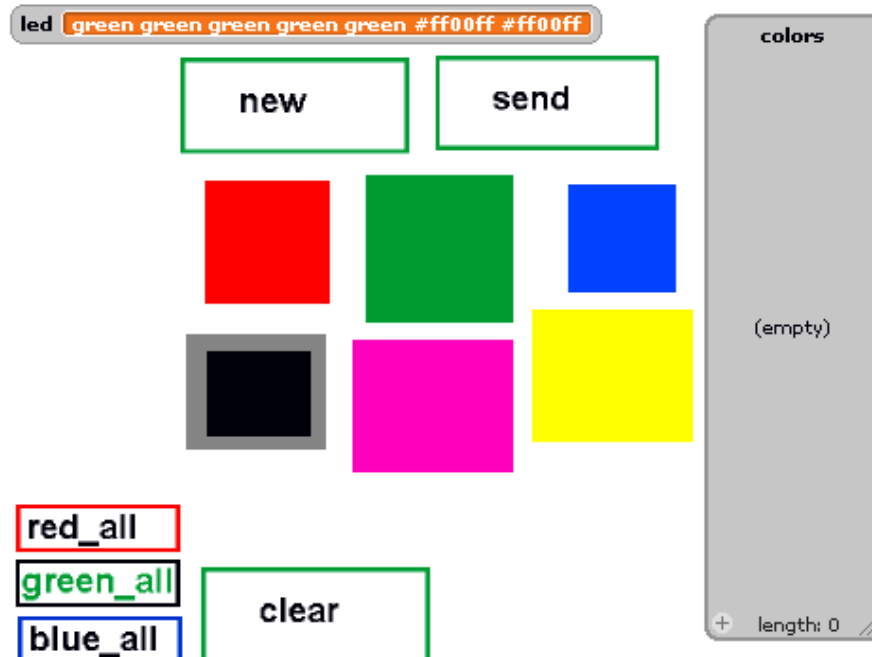 led green green green green green #ff00ff #ff00ff
colors
new
send
(empty)
red_all
green_all
clear
blue_all
+ length: 0